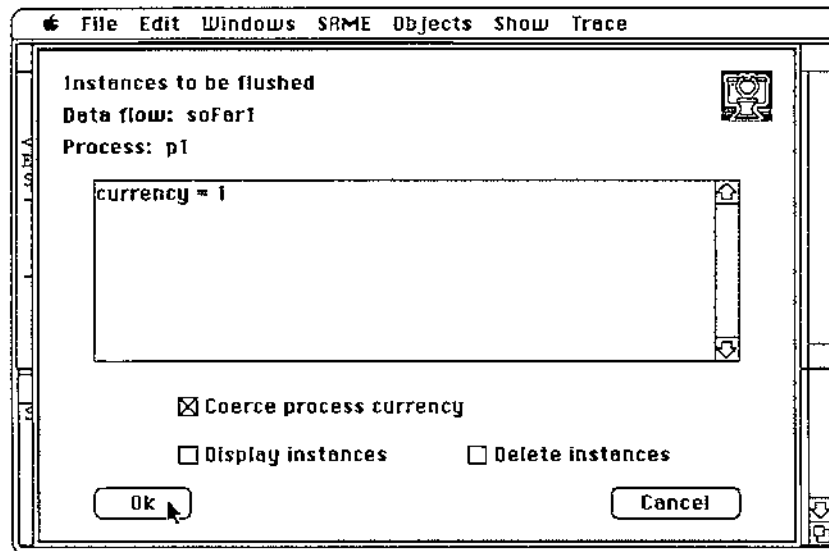 File Edit Windows SRME Objects Show Trace
Instances to be flushed
Data flow: soFar1
Process: p1
currency = 1
Coerce process currency
Display instances Delete instances
Ok Cancel